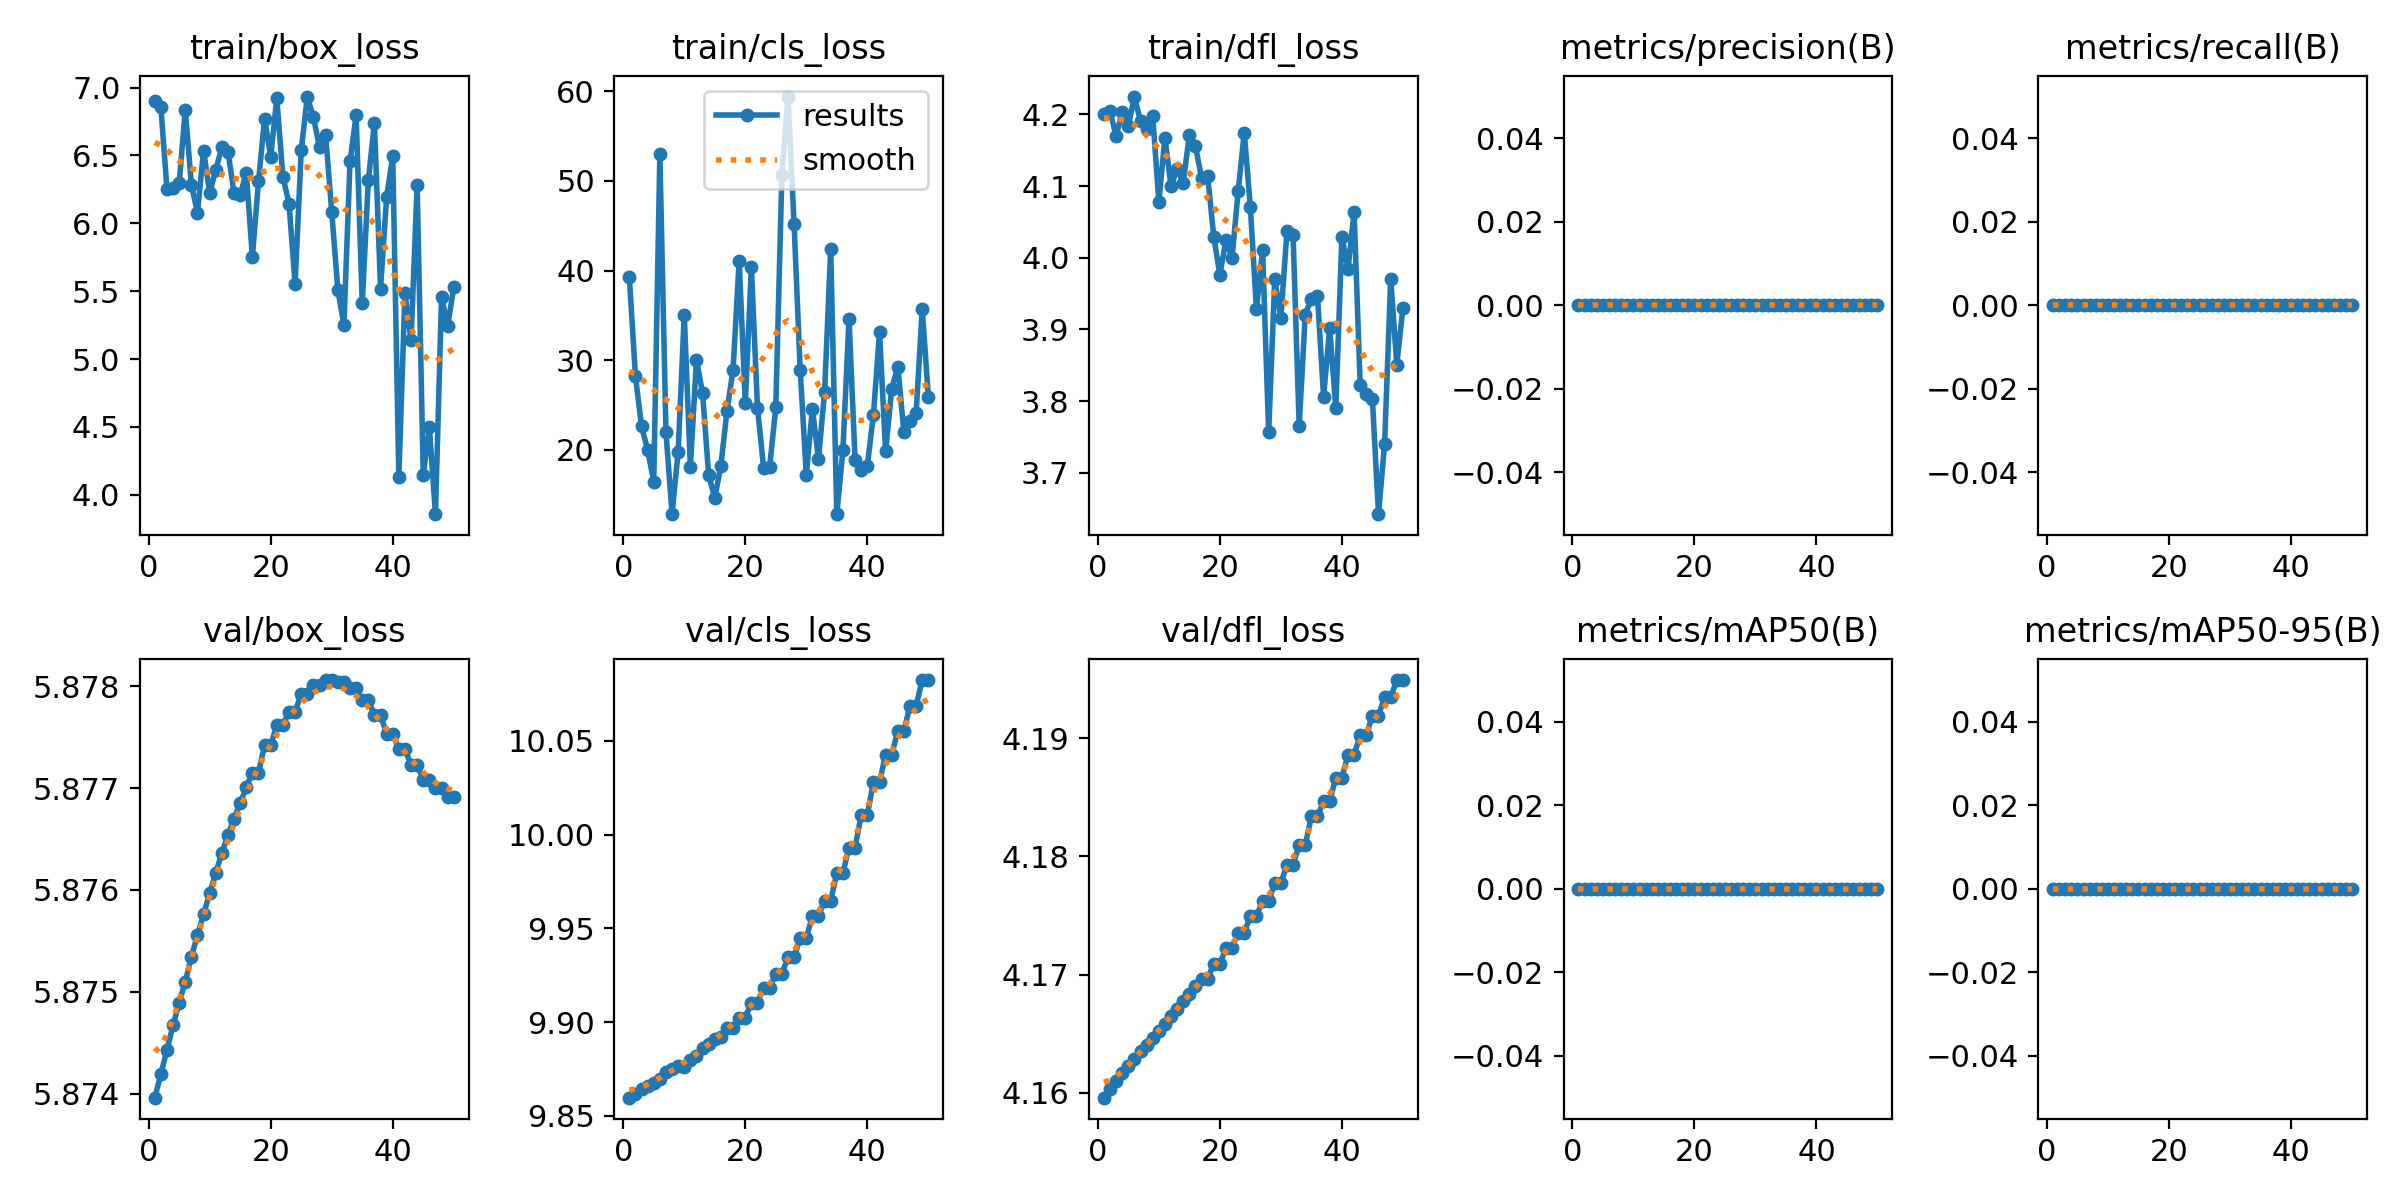 train/box_loss
train/cls_loss
train/dfl_loss
metrics/precision(B)
metrics/recall(B)
7.0
6.5
6.0
5.5
5.0
4.5
4.0
0 20 40
60
50
40
30
20
0 20 40
results
smooth
4.2
4.1
4.0
3.9
3.8
3.7
0 20 40
0.04
0.02
0.00
−0.02
−0.04
0 20 40
0.04
0.02
0.00
−0.02
−0.04
0 20 40
val/box_loss
val/cls_loss
val/dfl_loss
metrics/mAP50(B)
metrics/mAP50-95(B)
5.878
5.877
5.876
5.875
5.874
0 20 40
10.05
10.00
9.95
9.90
9.85
0 20 40
4.19
4.18
4.17
4.16
0 20 40
0.04
0.02
0.00
−0.02
−0.04
0 20 40
0.04
0.02
0.00
−0.02
−0.04
0 20 40